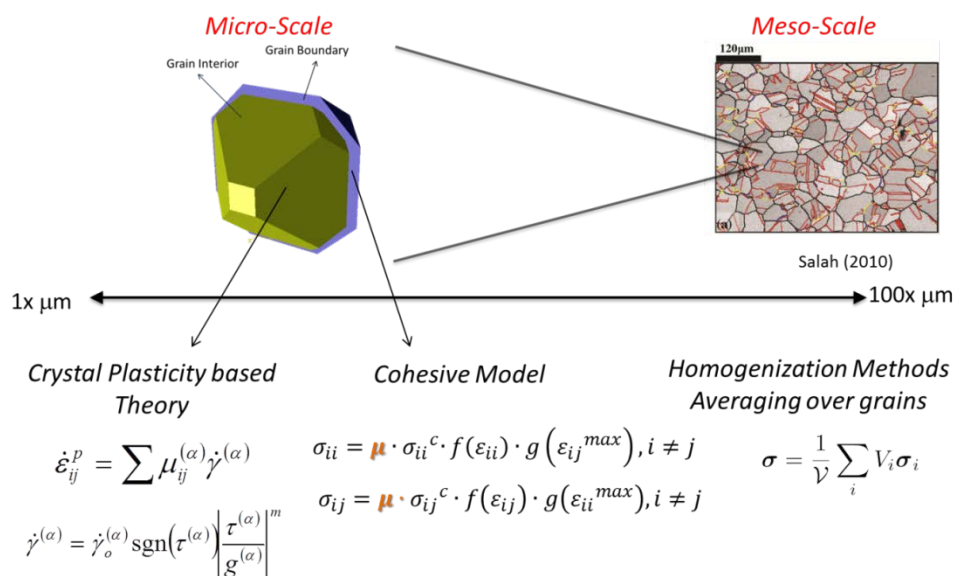 Micro-Scale
Meso-Scale
Grain Boundary
Grain Interior
120μm
(a)
Salah (2010)
1x μm
100x μm
Crystal Plasticity based
Theory
Cohesive Model
Homogenization Methods
Averaging over grains
ε̇ᵢⱼᵖ = ∑ μᵢⱼ^(α) γ̇^(α)
γ̇^(α) = γ̇ₒ^(α) sgn(τ^(α)) |τ^(α) / g^(α)|^m
σᵢᵢ = μ · σᵢᵢᶜ · f(εᵢᵢ) · g(εᵢⱼᵐᵃˣ), i ≠ j
σᵢⱼ = μ · σᵢⱼᶜ · f(εᵢⱼ) · g(εᵢᵢᵐᵃˣ), i ≠ j
σ = 1/𝒱 ∑ᵢ Vᵢσᵢ